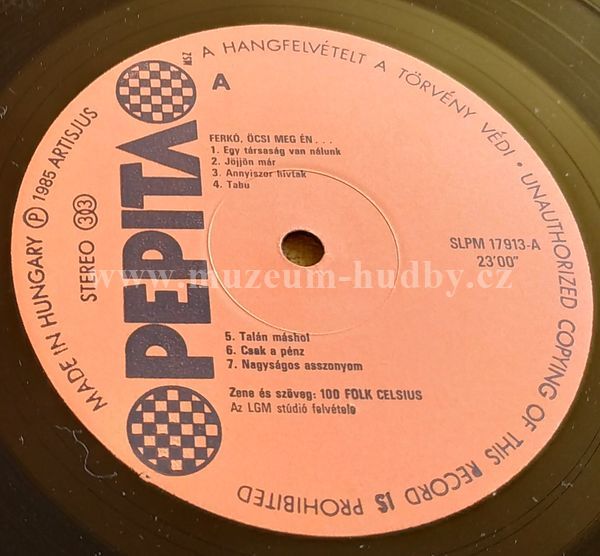 A HANGFELVÉTELT A TÖRVÉNY VÉDI • UNAUTHORIZED COPYING OF THIS RECORD IS PROHIBITED
MADE IN HUNGARY Ⓟ 1985 ARTISJUS
STEREO 33
PEPITA
MSZ
A
FERKÓ, ÖCSI MEG ÉN...
1. Egy társaság van nálunk
2. Jöjjön már
3. Annyiszor hívtak
4. Tabu
SLPM 17913-A
23'00"
www.muzeum-hudby.cz
5. Talán máshol
6. Csak a pénz
7. Nagyságos asszonyom
Zene és szöveg: 100 FOLK CELSIUS
Az LGM stúdió felvétele